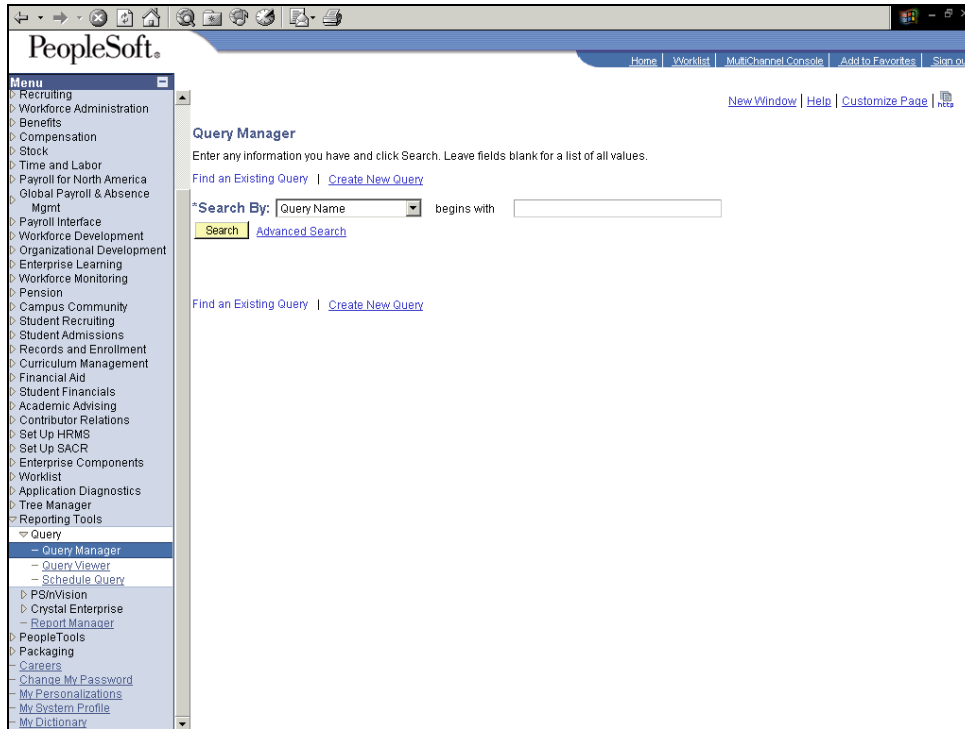 PeopleSoft.
Home | Worklist | MultiChannel Console | Add to Favorites | Sign ou
Menu
Recruiting
Workforce Administration
Benefits
Compensation
Stock
Time and Labor
Payroll for North America
Global Payroll & Absence
Mgmt
Payroll Interface
Workforce Development
Organizational Development
Enterprise Learning
Workforce Monitoring
Pension
Campus Community
Student Recruiting
Student Admissions
Records and Enrollment
Curriculum Management
Financial Aid
Student Financials
Academic Advising
Contributor Relations
Set Up HRMS
Set Up SACR
Enterprise Components
Worklist
Application Diagnostics
Tree Manager
Reporting Tools
Query
Query Manager
Query Viewer
Schedule Query
PS/nVision
Crystal Enterprise
Report Manager
PeopleTools
Packaging
Careers
Change My Password
My Personalizations
My System Profile
My Dictionary
New Window | Help | Customize Page | http
Query Manager
Enter any information you have and click Search. Leave fields blank for a list of all values.
Find an Existing Query | Create New Query
*Search By: Query Name begins with
Search Advanced Search
Find an Existing Query | Create New Query